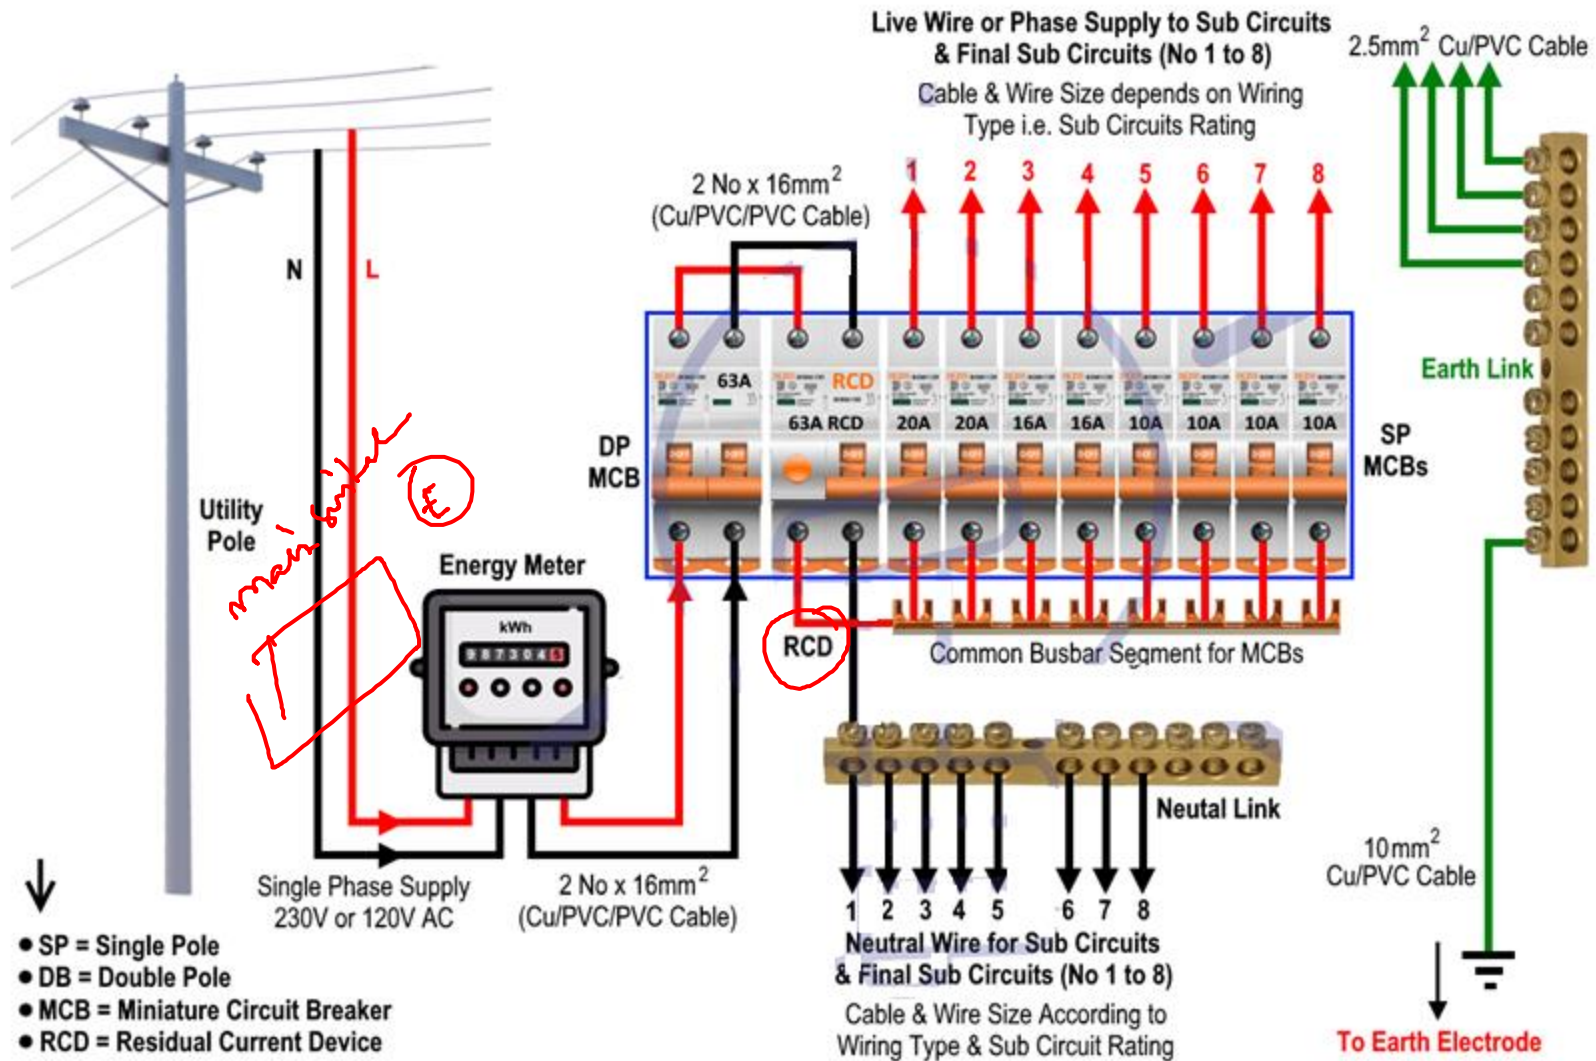 Live Wire or Phase Supply to Sub Circuits
& Final Sub Circuits (No 1 to 8)
Cable & Wire Size depends on Wiring
Type i.e. Sub Circuits Rating
2.5mm² Cu/PVC Cable
2 No x 16mm²
(Cu/PVC/PVC Cable)
1 2 3 4 5 6 7 8
N L
63A
RCD
63A RCD
20A 20A 16A 16A 10A 10A 10A 10A
DP
MCB
SP
MCBs
Earth Link
Utility
Pole
main
E
Energy Meter
kWh
9 8 7 3 0 4 5
RCD
Common Busbar Segment for MCBs
Neutal Link
Single Phase Supply
230V or 120V AC
2 No x 16mm²
(Cu/PVC/PVC Cable)
1 2 3 4 5 6 7 8
Neutral Wire for Sub Circuits
& Final Sub Circuits (No 1 to 8)
Cable & Wire Size According to
Wiring Type & Sub Circuit Rating
10mm²
Cu/PVC Cable
To Earth Electrode
● SP = Single Pole
● DB = Double Pole
● MCB = Miniature Circuit Breaker
● RCD = Residual Current Device